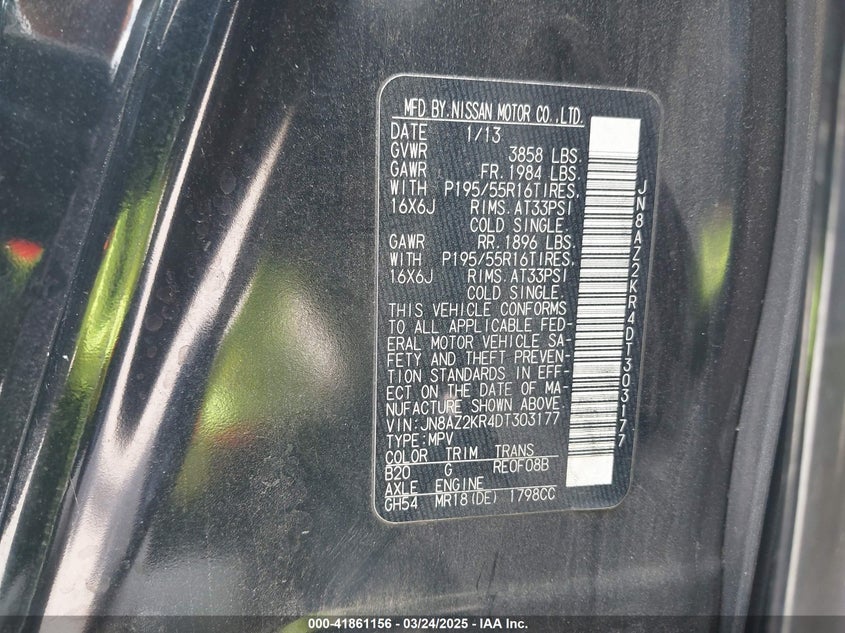 MFD BY.NISSAN MOTOR CO.,LTD.
DATE 1/13
GVWR 3858 LBS.
GAWR FR. 1984 LBS.
WITH P195/55R16TIRES,
16X6J RIMS.AT33PSI
COLD SINGLE.
GAWR RR. 1896 LBS.
WITH P195/55R16TIRES,
16X6J RIMS.AT33PSI
COLD SINGLE.
THIS VEHICLE CONFORMS
TO ALL APPLICABLE FED-
ERAL MOTOR VEHICLE SA-
FETY AND THEFT PREVEN-
TION STANDARDS IN EFF-
ECT ON THE DATE OF MA-
NUFACTURE SHOWN ABOVE.
VIN:JN8AZ2KR4DT303177
TYPE:MPV
COLOR TRIM TRANS
B20 G RE0F08B
AXLE ENGINE
GH54 MR18(DE) 1798CC
JN8AZ2KR4DT303177
000-41861156 - 03/24/2025 - IAA Inc.